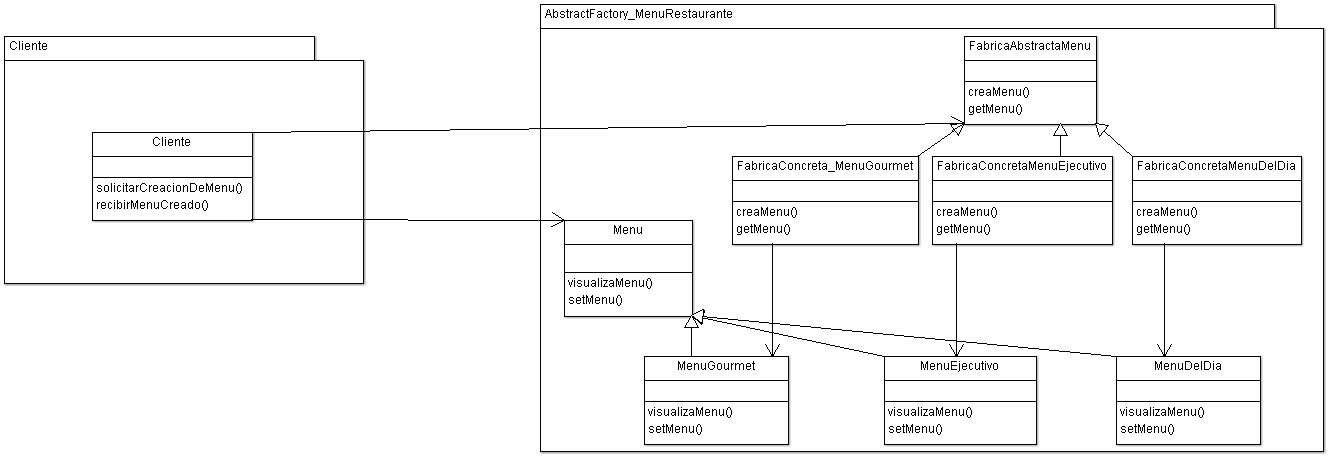 Cliente
Cliente
solicitarCreacionDeMenu()
recibirMenuCreado()
AbstractFactory_MenuRestaurante
FabricaAbstractaMenu
creaMenu()
getMenu()
FabricaConcreta_MenuGourmet
creaMenu()
getMenu()
FabricaConcretaMenuEjecutivo
creaMenu()
getMenu()
FabricaConcretaMenuDelDia
creaMenu()
getMenu()
Menu
visualizaMenu()
setMenu()
MenuGourmet
visualizaMenu()
setMenu()
MenuEjecutivo
visualizaMenu()
setMenu()
MenuDelDia
visualizaMenu()
setMenu()